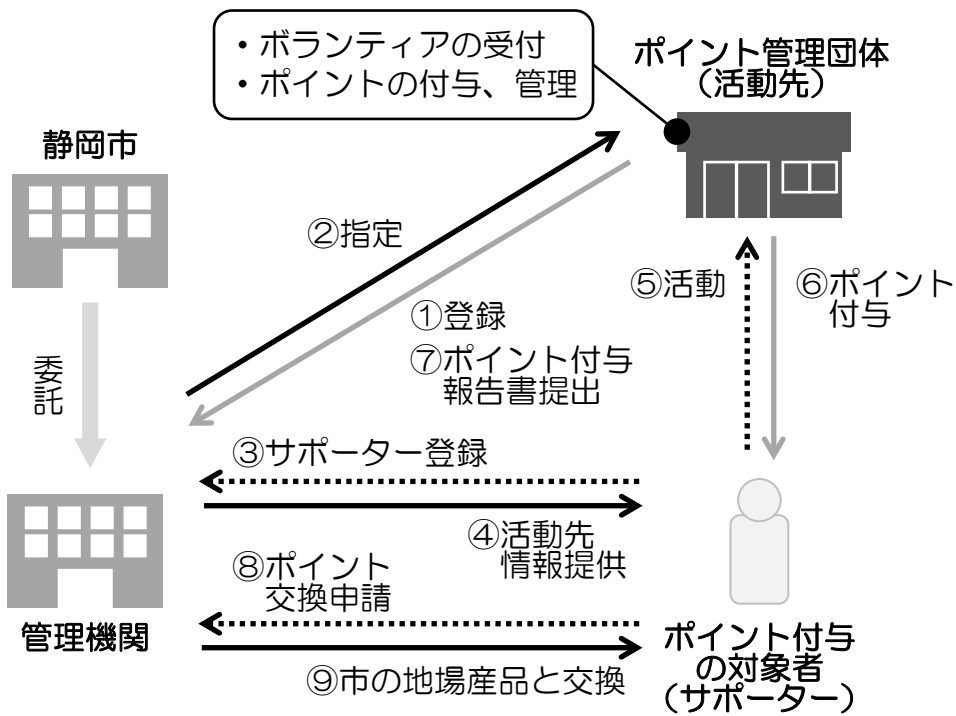 ・ボランティアの受付
・ポイントの付与、管理
ポイント管理団体
（活動先）
静岡市
②指定
⑤活動
⑥ポイント
付与
①登録
⑦ポイント付与
報告書提出
委託
③サポーター登録
④活動先
情報提供
⑧ポイント
交換申請
管理機関
ポイント付与
の対象者
（サポーター）
⑨市の地場産品と交換